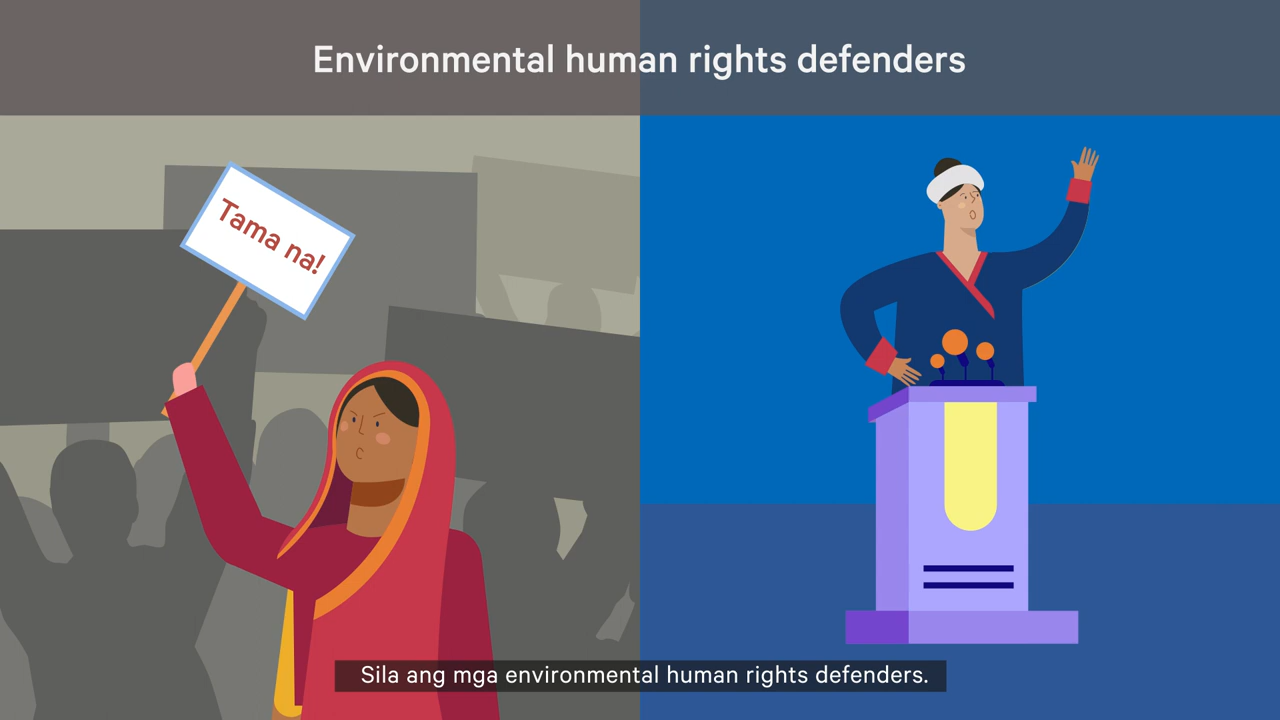 Environmental human rights defenders
Tama na!
Sila ang mga environmental human rights defenders.